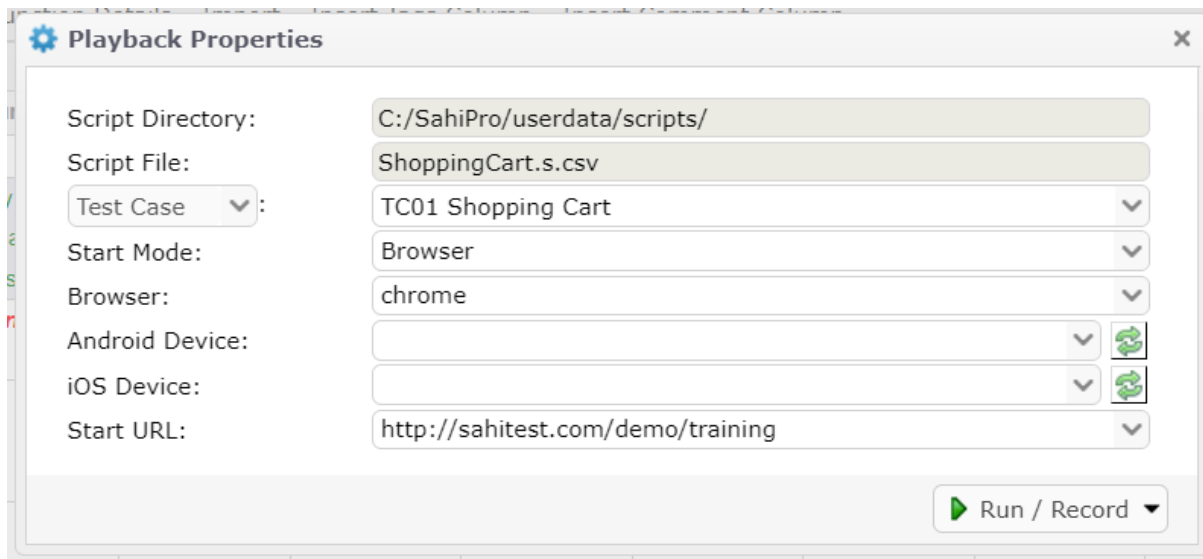 Playback Properties
Script Directory: C:/SahiPro/userdata/scripts/
Script File: ShoppingCart.s.csv
Test Case : TC01 Shopping Cart
Start Mode: Browser
Browser: chrome
Android Device:
iOS Device:
Start URL: http://sahitest.com/demo/training
Run / Record